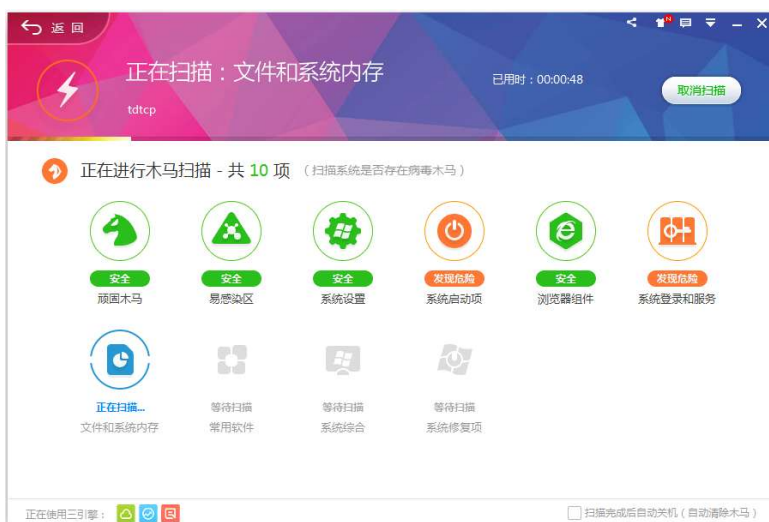 返回
正在扫描：文件和系统内存
已用时：00:00:48
取消扫描
tdtcp
正在进行木马扫描 - 共 10 项 （扫描系统是否存在病毒木马）
安全 安全 安全 发现危险 安全 发现危险
顽固木马 易感染区 系统设置 系统启动项 浏览器组件 系统登录和服务
正在扫描... 等待扫描 等待扫描 等待扫描
文件和系统内存 常用软件 系统综合 系统修复项
正在使用三引擎： 扫描完成后自动关机（自动清除木马）